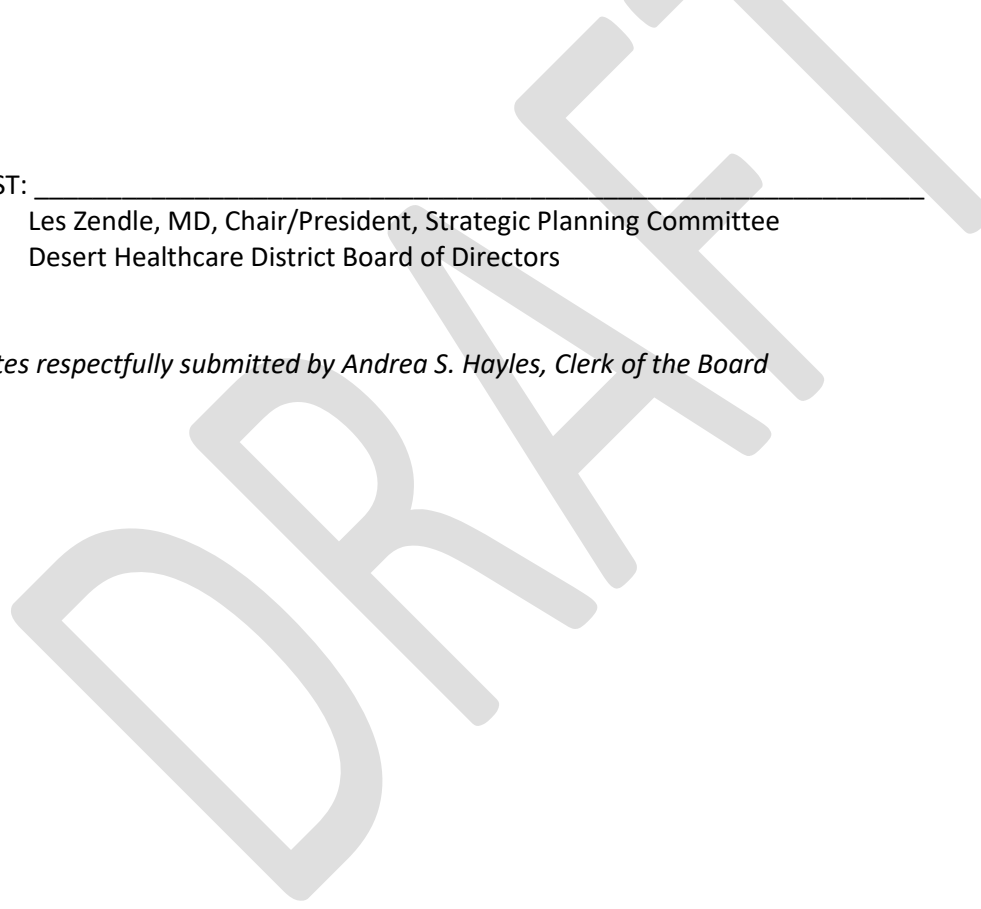 ST: ______________________________________________________________________
Les Zendle, MD, Chair/President, Strategic Planning Committee
Desert Healthcare District Board of Directors
tes respectfully submitted by Andrea S. Hayles, Clerk of the Board
DRAFT